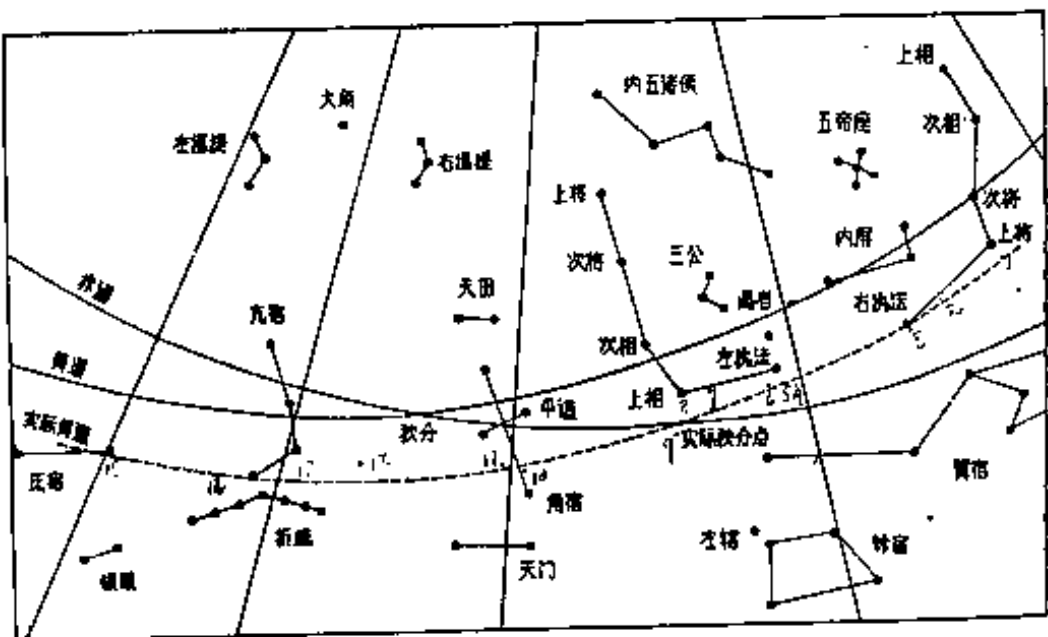 上相
大角
内五诸侯
五帝座
次相
左摄提
右摄提
上将
次将
内屏
上将
次将
三公
谒者
右执法
赤道
天田
亢宿
次相
左执法
黄道
上相
平道
秋分
实际黄道
实际秋分点
氐宿
角宿
翼宿
折威
左辖
轸宿
天门